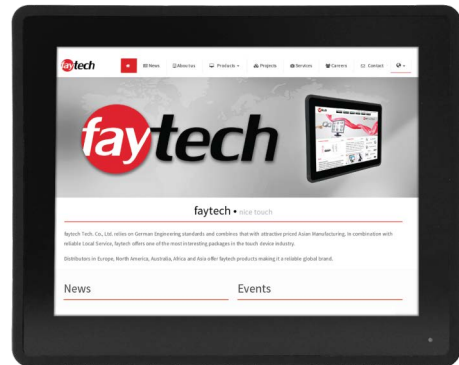 faytech
News
About us
Products
Projects
Services
Careers
Contact
faytech
faytech • nice touch
faytech Tech. Co., Ltd. relies on German Engineering standards and combines that with attractive priced Asian Manufacturing. In combination with
reliable Local Service, faytech offers one of the most interesting packages in the touch device industry.
Distributors in Europe, North America, Australia, Africa and Asia offer faytech products making it a reliable global brand.
News
Events